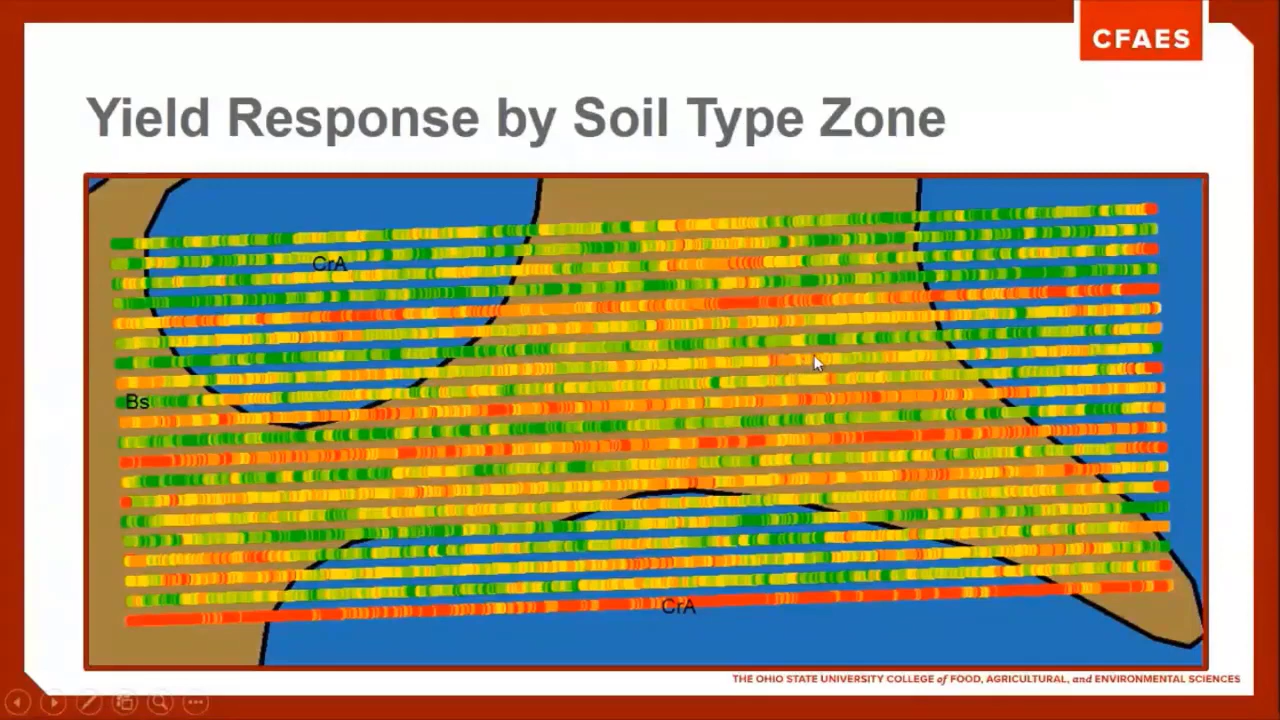 CFAES
Yield Response by Soil Type Zone
CrA
Bs
CrA
THE OHIO STATE UNIVERSITY COLLEGE of FOOD, AGRICULTURAL, and ENVIRONMENTAL SCIENCES